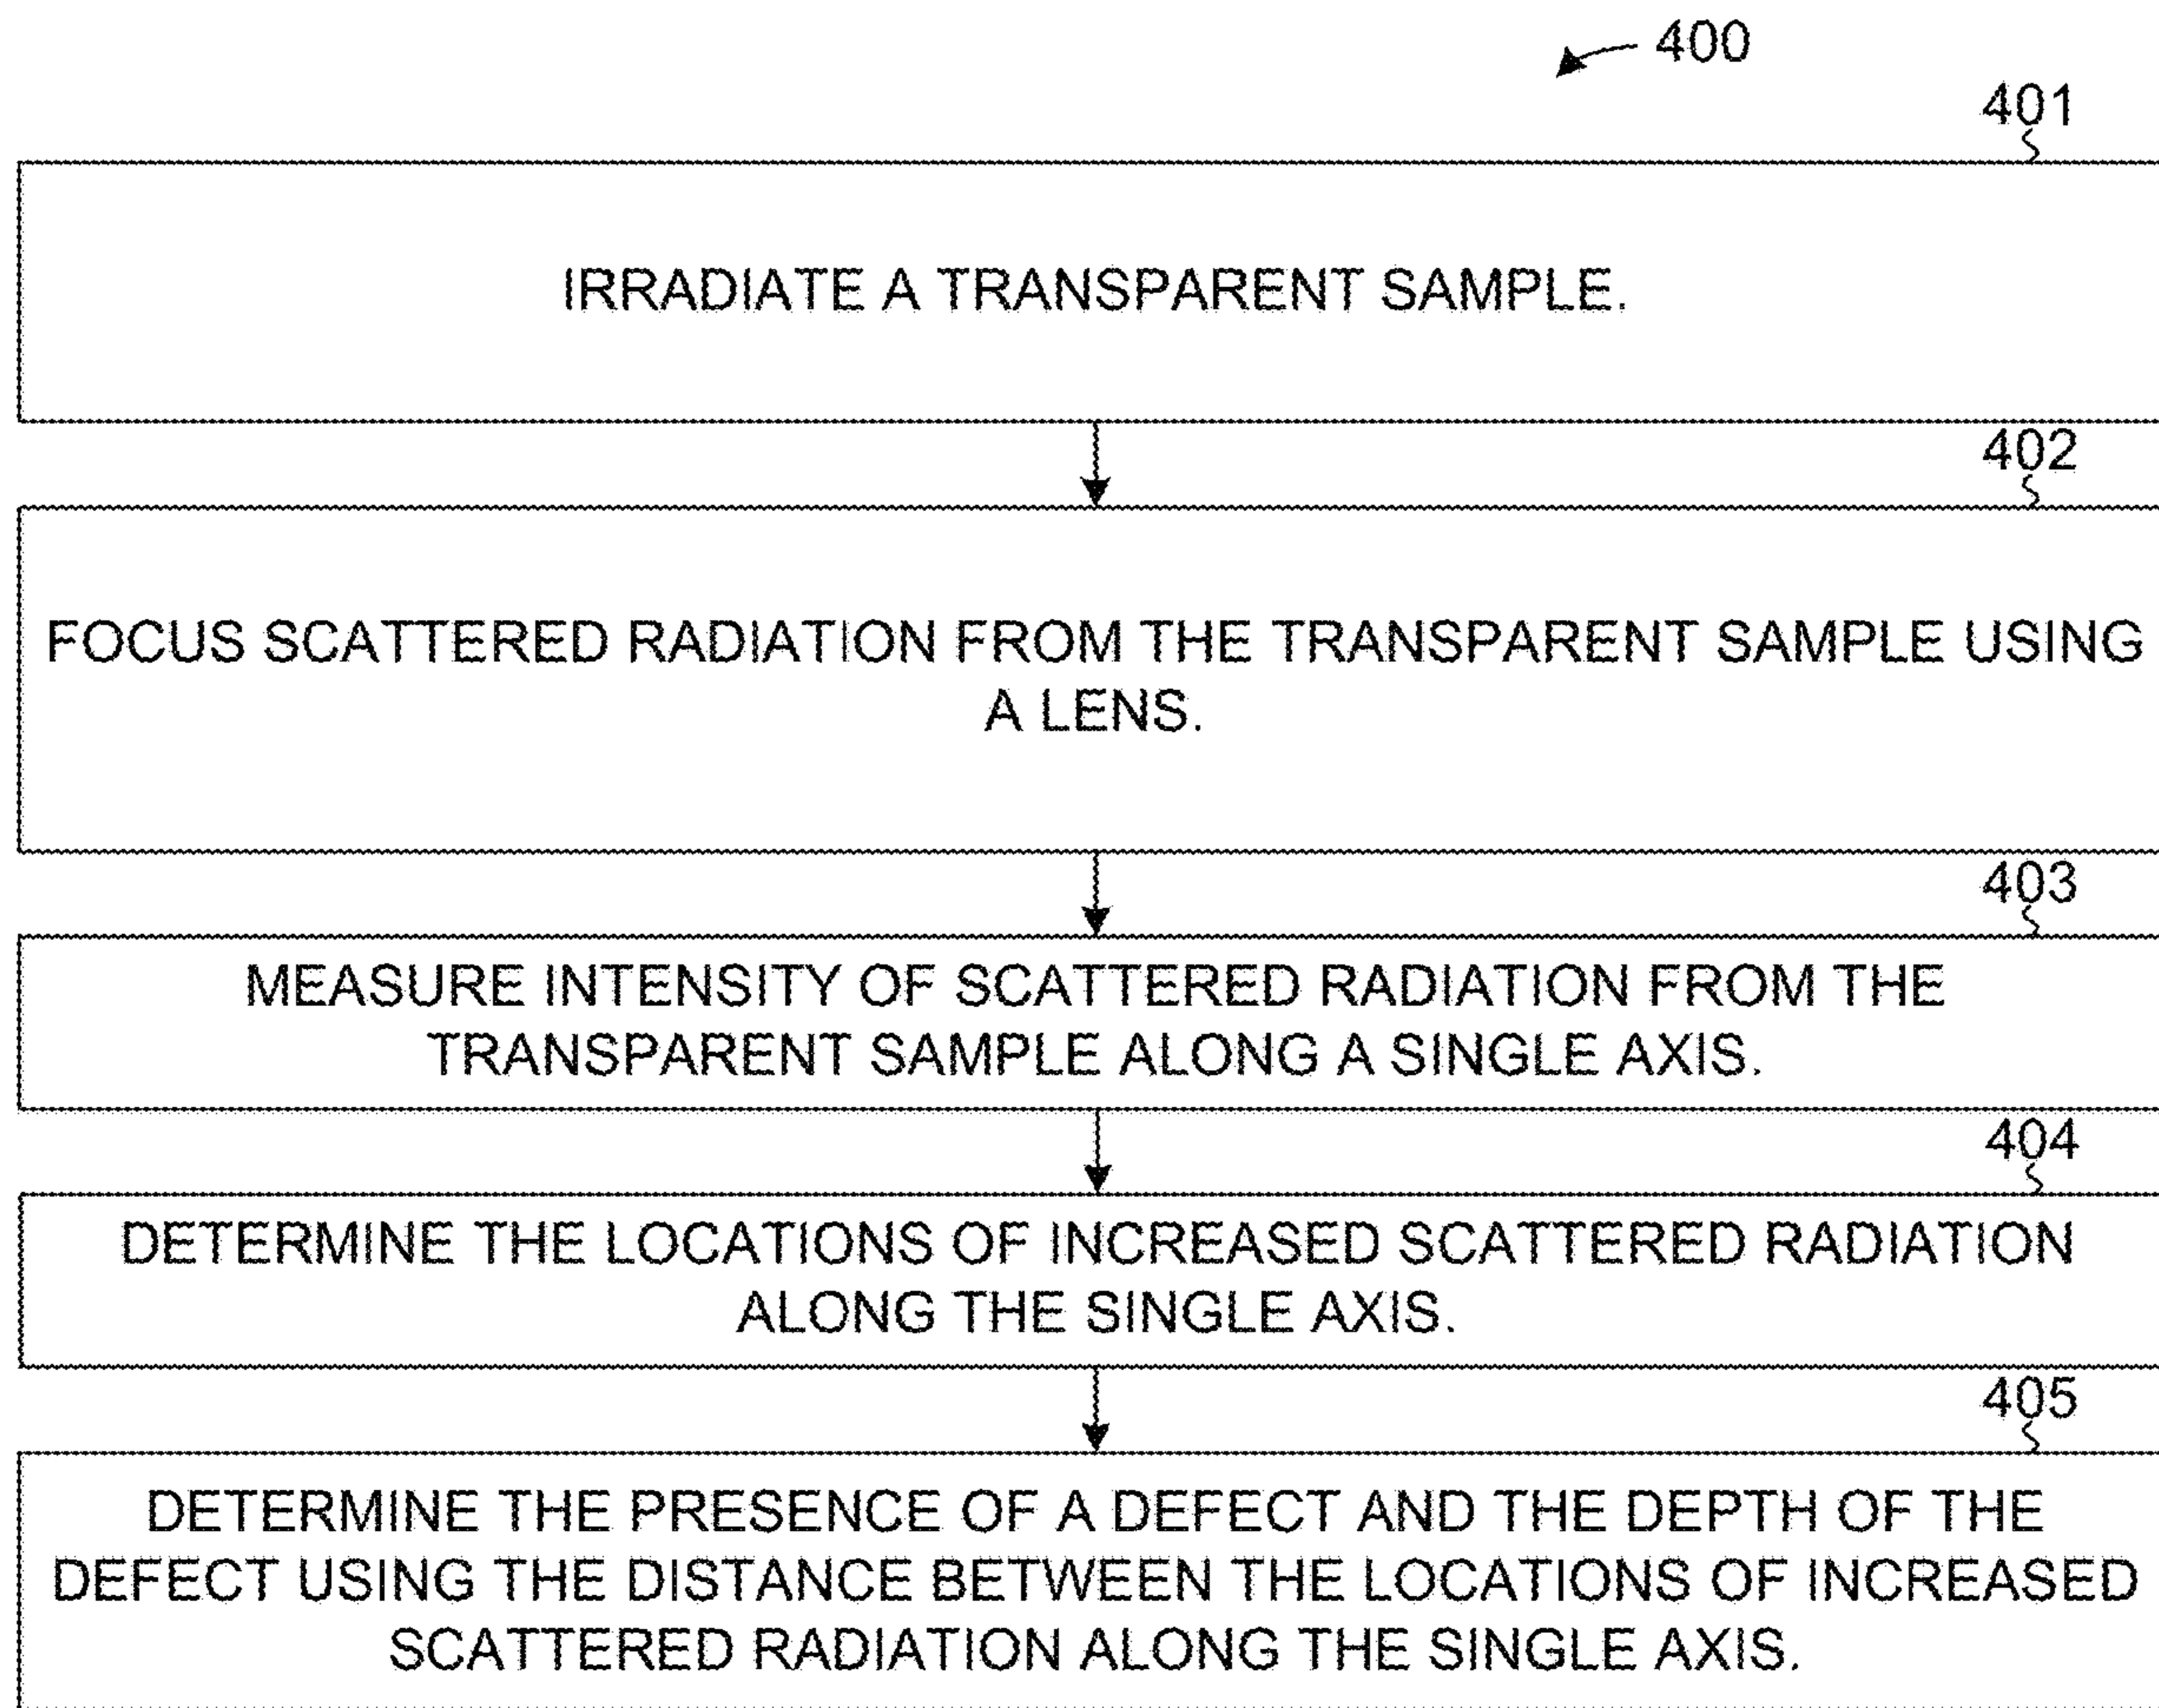 400
401
IRRADIATE A TRANSPARENT SAMPLE.
402
FOCUS SCATTERED RADIATION FROM THE TRANSPARENT SAMPLE USING
A LENS.
403
MEASURE INTENSITY OF SCATTERED RADIATION FROM THE
TRANSPARENT SAMPLE ALONG A SINGLE AXIS.
404
DETERMINE THE LOCATIONS OF INCREASED SCATTERED RADIATION
ALONG THE SINGLE AXIS.
405
DETERMINE THE PRESENCE OF A DEFECT AND THE DEPTH OF THE
DEFECT USING THE DISTANCE BETWEEN THE LOCATIONS OF INCREASED
SCATTERED RADIATION ALONG THE SINGLE AXIS.